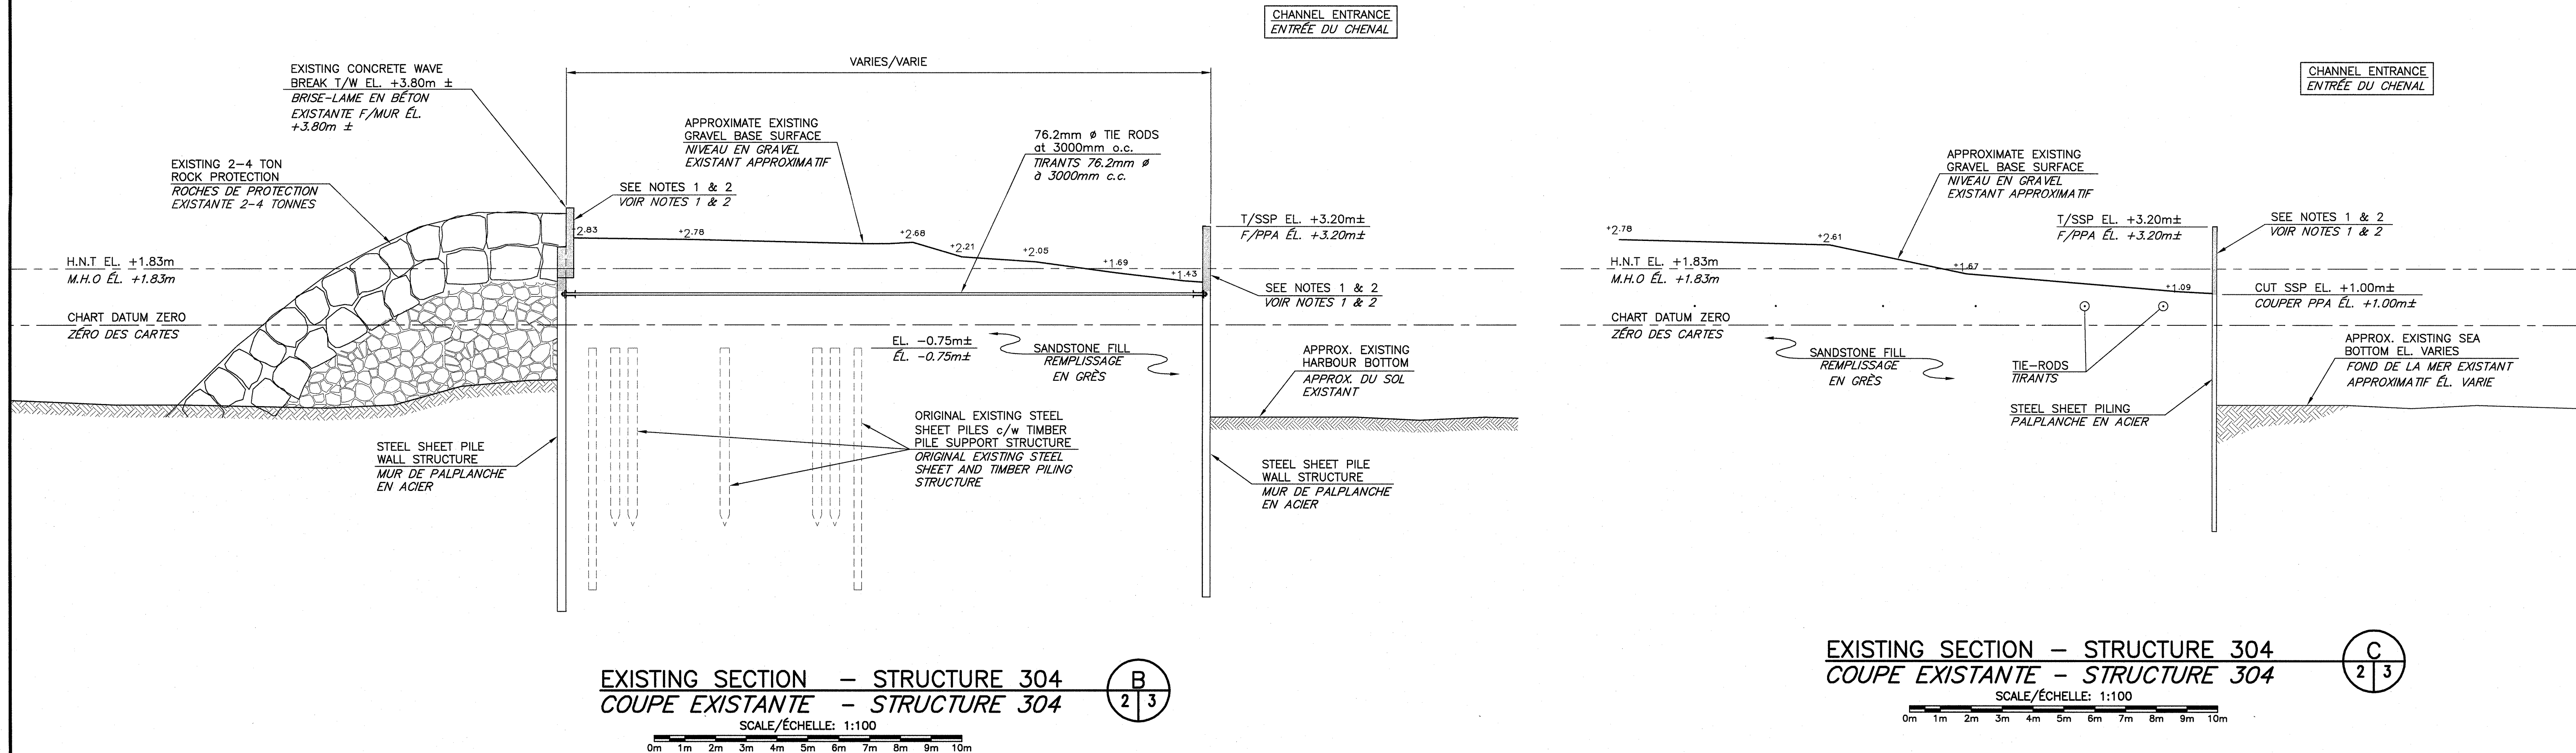 CHANNEL ENTRANCE
ENTRÉE DU CHENAL
EXISTING CONCRETE WAVE
BREAK T/W EL. +3.80m ±
BRISE-LAME EN BÉTON
EXISTANTE F/MUR ÉL.
+3.80m ±
VARIES/VARIE
APPROXIMATE EXISTING
GRAVEL BASE SURFACE
NIVEAU EN GRAVEL
EXISTANT APPROXIMATIF
76.2mm ø TIE RODS
at 3000mm o.c.
TIRANTS 76.2mm ø
à 3000mm c.c.
EXISTING 2-4 TON
ROCK PROTECTION
ROCHES DE PROTECTION
EXISTANTE 2-4 TONNES
SEE NOTES 1 & 2
VOIR NOTES 1 & 2
T/SSP EL. +3.20m±
F/PPA ÉL. +3.20m±
+2.83
+2.78
+2.68
+2.21
+2.05
+1.69
+1.43
H.N.T EL. +1.83m
M.H.O ÉL. +1.83m
SEE NOTES 1 & 2
VOIR NOTES 1 & 2
CHART DATUM ZERO
ZÉRO DES CARTES
EL. -0.75m±
ÉL. -0.75m±
SANDSTONE FILL
REMPLISSAGE
EN GRÈS
APPROX. EXISTING
HARBOUR BOTTOM
APPROX. DU SOL
EXISTANT
ORIGINAL EXISTING STEEL
SHEET PILES c/w TIMBER
PILE SUPPORT STRUCTURE
ORIGINAL EXISTING STEEL
SHEET AND TIMBER PILING
STRUCTURE
STEEL SHEET PILE
WALL STRUCTURE
MUR DE PALPLANCHE
EN ACIER
STEEL SHEET PILE
WALL STRUCTURE
MUR DE PALPLANCHE
EN ACIER
EXISTING SECTION - STRUCTURE 304
COUPE EXISTANTE - STRUCTURE 304
B
2 3
SCALE/ÉCHELLE: 1:100
0m 1m 2m 3m 4m 5m 6m 7m 8m 9m 10m
CHANNEL ENTRANCE
ENTRÉE DU CHENAL
APPROXIMATE EXISTING
GRAVEL BASE SURFACE
NIVEAU EN GRAVEL
EXISTANT APPROXIMATIF
T/SSP EL. +3.20m±
F/PPA ÉL. +3.20m±
SEE NOTES 1 & 2
VOIR NOTES 1 & 2
+2.78
+2.61
+1.67
+1.09
H.N.T EL. +1.83m
M.H.O ÉL. +1.83m
CUT SSP EL. +1.00m±
COUPER PPA ÉL. +1.00m±
CHART DATUM ZERO
ZÉRO DES CARTES
SANDSTONE FILL
REMPLISSAGE
EN GRÈS
TIE-RODS
TIRANTS
APPROX. EXISTING SEA
BOTTOM EL. VARIES
FOND DE LA MER EXISTANT
APPROXIMATIF ÉL. VARIE
STEEL SHEET PILING
PALPLANCHE EN ACIER
EXISTING SECTION - STRUCTURE 304
COUPE EXISTANTE - STRUCTURE 304
C
2 3
SCALE/ÉCHELLE: 1:100
0m 1m 2m 3m 4m 5m 6m 7m 8m 9m 10m